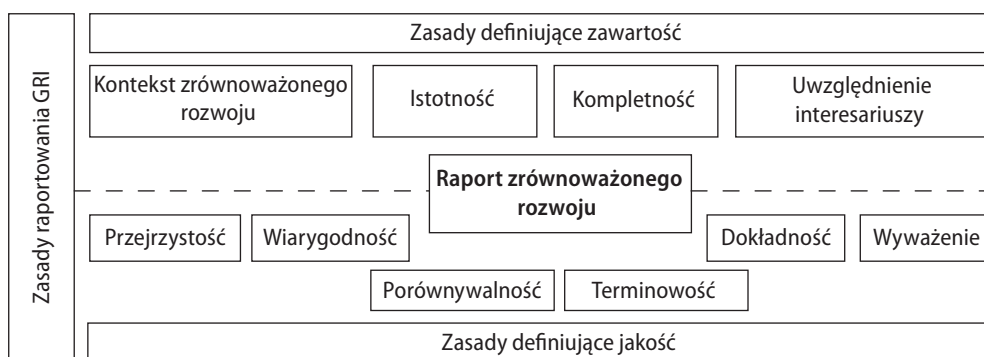 Zasady raportowania GRI
Zasady definiujące zawartość
Kontekst zrównoważonego
rozwoju
Istotność
Kompletność
Uwzględnienie
interesariuszy
Raport zrównoważonego
rozwoju
Przejrzystość
Wiarygodność
Dokładność
Wyważenie
Porównywalność
Terminowość
Zasady definiujące jakość